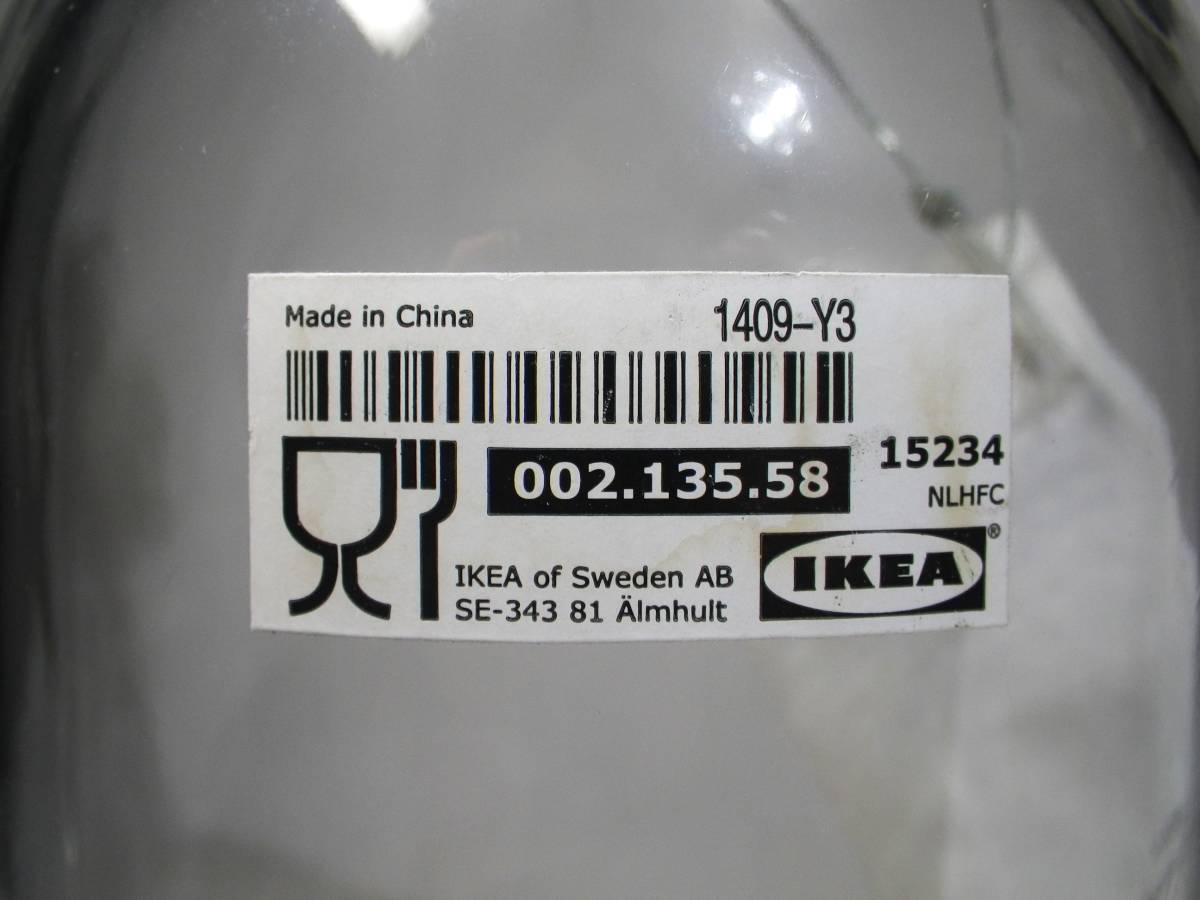 Made in China
1409-Y3
002.135.58
15234
NLHFC
IKEA of Sweden AB
SE-343 81 Älmhult
IKEA®